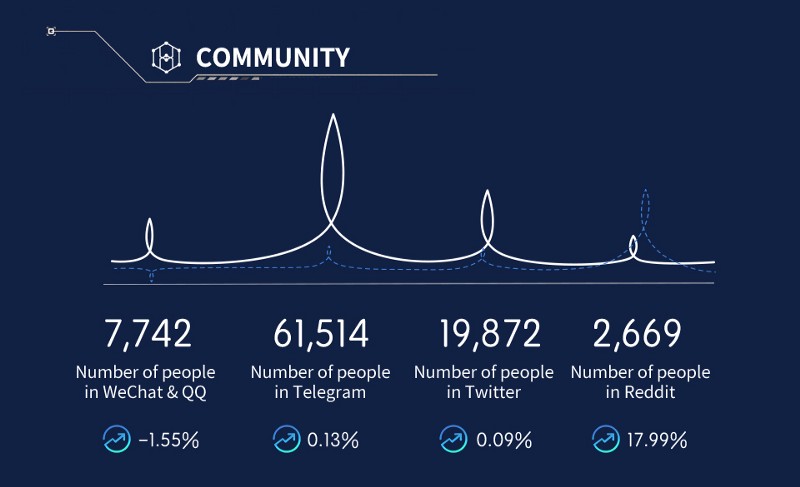 COMMUNITY
7,742
Number of people
in WeChat & QQ
–1.55%
61,514
Number of people
in Telegram
0.13%
19,872
Number of people
in Twitter
0.09%
2,669
Number of people
in Reddit
17.99%